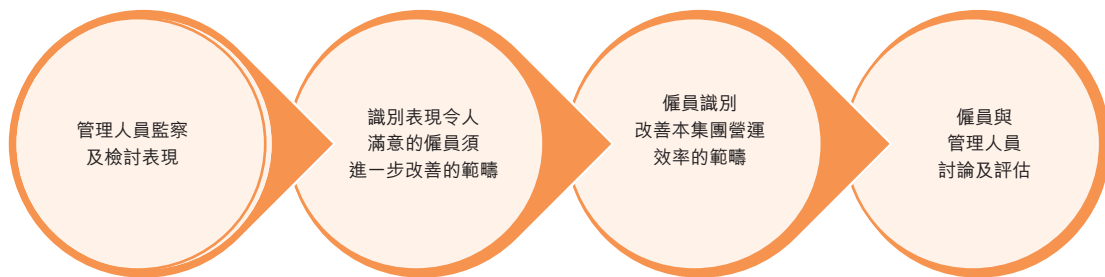 管理人員監察
及檢討表現
識別表現令人
滿意的僱員須
進一步改善的範疇
僱員識別
改善本集團營運
效率的範疇
僱員與
管理人員
討論及評估